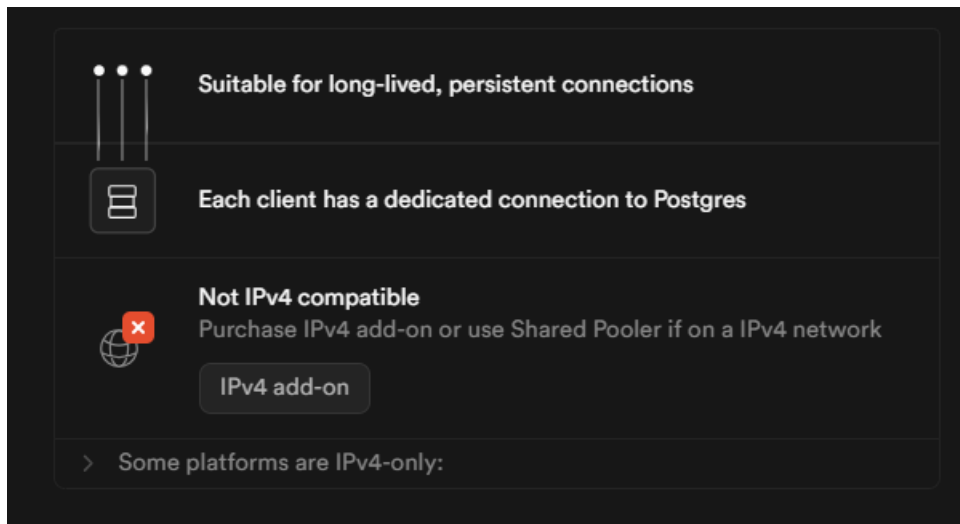 Suitable for long-lived, persistent connections
Each client has a dedicated connection to Postgres
Not IPv4 compatible
Purchase IPv4 add-on or use Shared Pooler if on a IPv4 network
IPv4 add-on
Some platforms are IPv4-only: